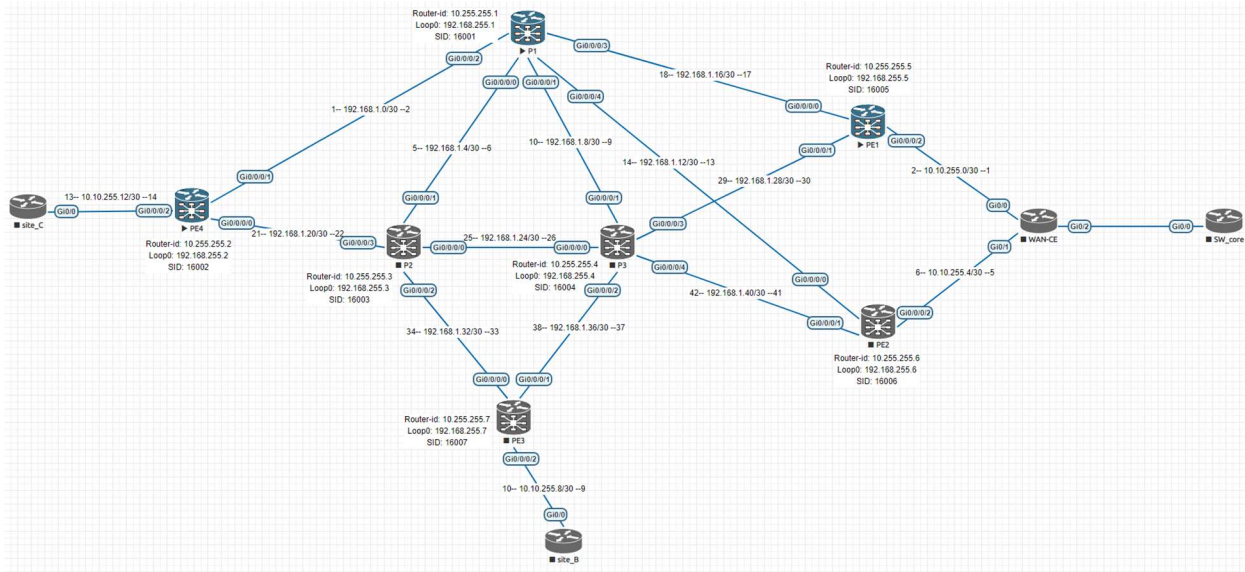 Router-id: 10.255.255.1
Loop0: 192.168.255.1
SID: 16001
P1
Gi0/0/0/2
Gi0/0/0/3
Gi0/0/0/0
Gi0/0/0/1
Gi0/0/0/4
18-- 192.168.1.16/30 --17
Router-id: 10.255.255.5
Loop0: 192.168.255.5
SID: 16005
Gi0/0/0/0
PE1
Gi0/0/0/2
Gi0/0/0/1
1-- 192.168.1.0/30 --2
5-- 192.168.1.4/30 --6
10-- 192.168.1.8/30 --9
14-- 192.168.1.12/30 --13
29-- 192.168.1.28/30 --30
2-- 10.10.255.0/30 --1
13-- 10.10.255.12/30 --14
Gi0/0
site_C
Gi0/0/0/2
Gi0/0/0/1
Gi0/0/0/0
PE4
Router-id: 10.255.255.2
Loop0: 192.168.255.2
SID: 16002
21-- 192.168.1.20/30 --22
Gi0/0/0/3
Gi0/0/0/1
P2
Gi0/0/0/0
Gi0/0/0/2
Router-id: 10.255.255.3
Loop0: 192.168.255.3
SID: 16003
25-- 192.168.1.24/30 --26
Gi0/0/0/0
Gi0/0/0/1
Gi0/0/0/3
P3
Gi0/0/0/4
Gi0/0/0/2
Router-id: 10.255.255.4
Loop0: 192.168.255.4
SID: 16004
Gi0/0
WAN-CE
Gi0/2
Gi0/1
Gi0/0
SW_core
6-- 10.10.255.4/30 --5
42-- 192.168.1.40/30 --41
Gi0/0/0/0
Gi0/0/0/1
Gi0/0/0/2
PE2
Router-id: 10.255.255.6
Loop0: 192.168.255.6
SID: 16006
34-- 192.168.1.32/30 --33
38-- 192.168.1.36/30 --37
Gi0/0/0/0
Gi0/0/0/1
Router-id: 10.255.255.7
Loop0: 192.168.255.7
SID: 16007
PE3
Gi0/0/0/2
10-- 10.10.255.8/30 --9
Gi0/0
site_B